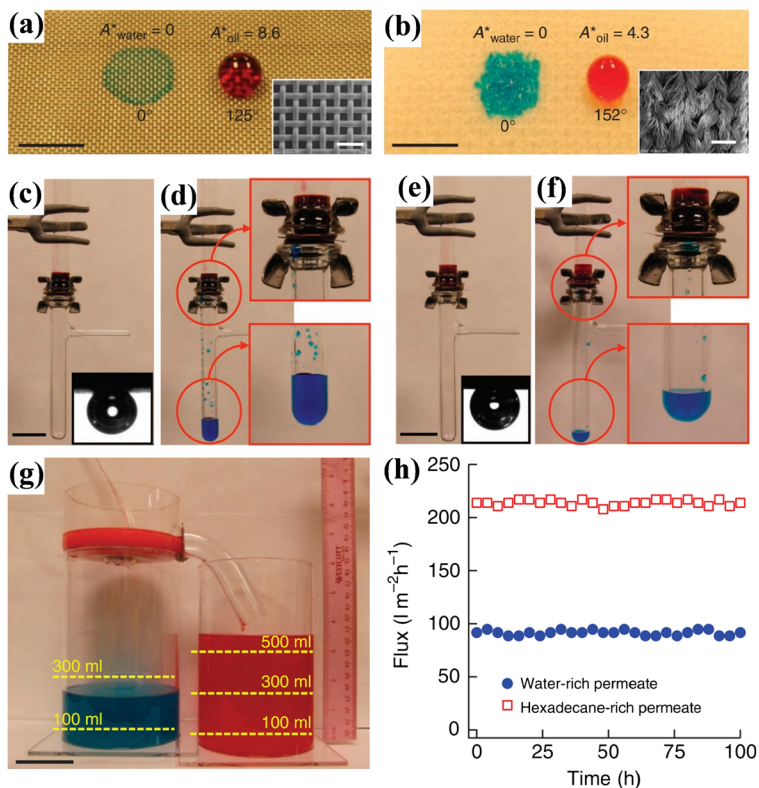 (a)
A*water = 0
A*oil = 8.6
0°
125°
(b)
A*water = 0
A*oil = 4.3
0°
152°
(c)
(d)
(e)
(f)
(g)
300 ml
100 ml
500 ml
300 ml
100 ml
WESTCOTT
(h)
Flux (l m⁻²h⁻¹)
250
200
150
100
50
0
Water-rich permeate
Hexadecane-rich permeate
0 25 50 75 100
Time (h)